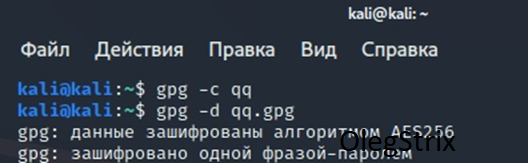 kali@kali: ~
Файл Действия Правка Вид Справка
kali@kali:~$ gpg -c qq
kali@kali:~$ gpg -d qq.gpg
gpg: данные зашифрованы алгоритмом AES256
gpg: зашифровано одной фразой-паролем
OlegStrix